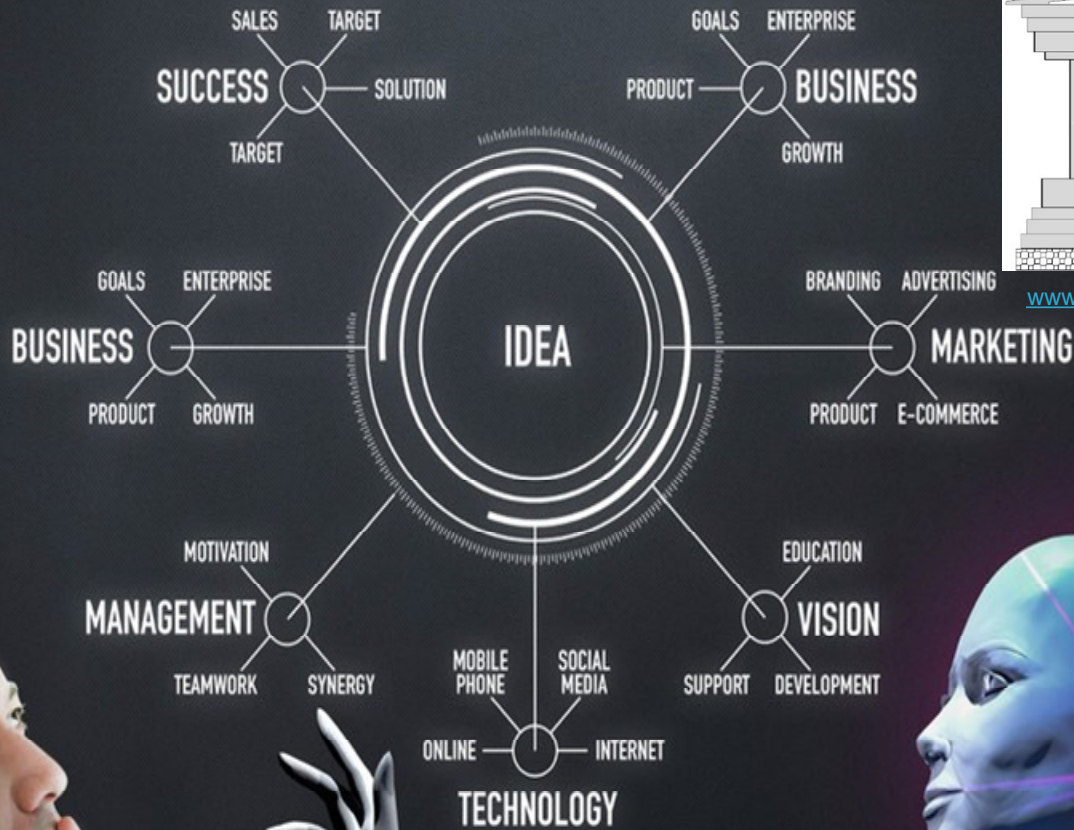 SALES TARGET
SUCCESS
SOLUTION
TARGET
GOALS ENTERPRISE
PRODUCT
BUSINESS
GROWTH
GOALS ENTERPRISE
BUSINESS
PRODUCT GROWTH
IDEA
BRANDING ADVERTISING
www
MARKETING
PRODUCT E-COMMERCE
MOTIVATION
MANAGEMENT
TEAMWORK SYNERGY
EDUCATION
VISION
SUPPORT DEVELOPMENT
MOBILE
PHONE
SOCIAL
MEDIA
ONLINE
INTERNET
TECHNOLOGY